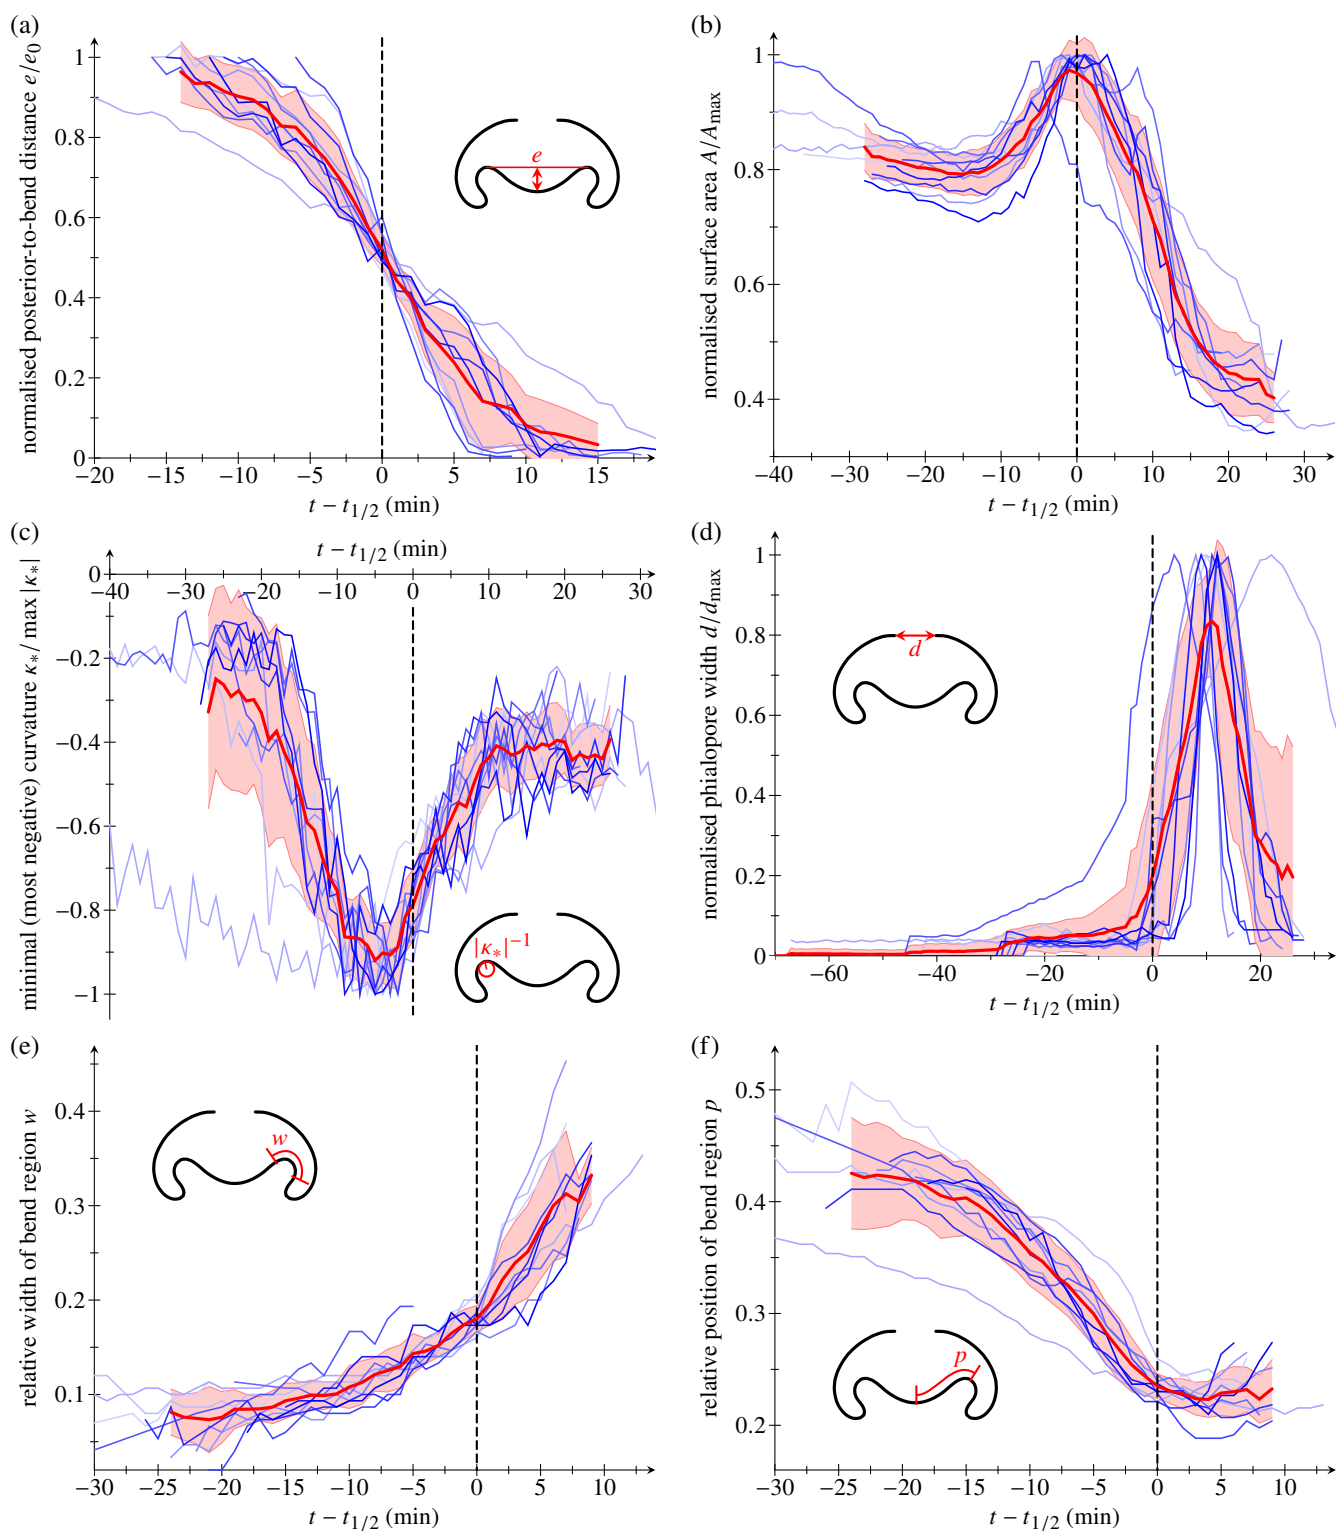 (a)
normalised posterior-to-bend distance e/e₀
1
0.8
0.6
0.4
0.2
0
−20 −15 −10 −5 0 5 10 15
t − t₁/₂ (min)
e
(b)
normalised surface area A/Aₘₐₓ
1
0.8
0.6
0.4
−40 −30 −20 −10 0 10 20 30
t − t₁/₂ (min)
(c)
t − t₁/₂ (min)
minimal (most negative) curvature κ∗/ max |κ∗|
−40 −30 −20 −10 0 10 20 30
0
−0.2
−0.4
−0.6
−0.8
−1
|κ∗|⁻¹
(d)
normalised phialopore width d/dₘₐₓ
1
0.8
0.6
0.4
0.2
0
−60 −40 −20 0 20
t − t₁/₂ (min)
d
(e)
relative width of bend region w
0.4
0.3
0.2
0.1
−30 −25 −20 −15 −10 −5 0 5 10
t − t₁/₂ (min)
w
(f)
relative position of bend region p
0.5
0.4
0.3
0.2
−30 −25 −20 −15 −10 −5 0 5 10
t − t₁/₂ (min)
p